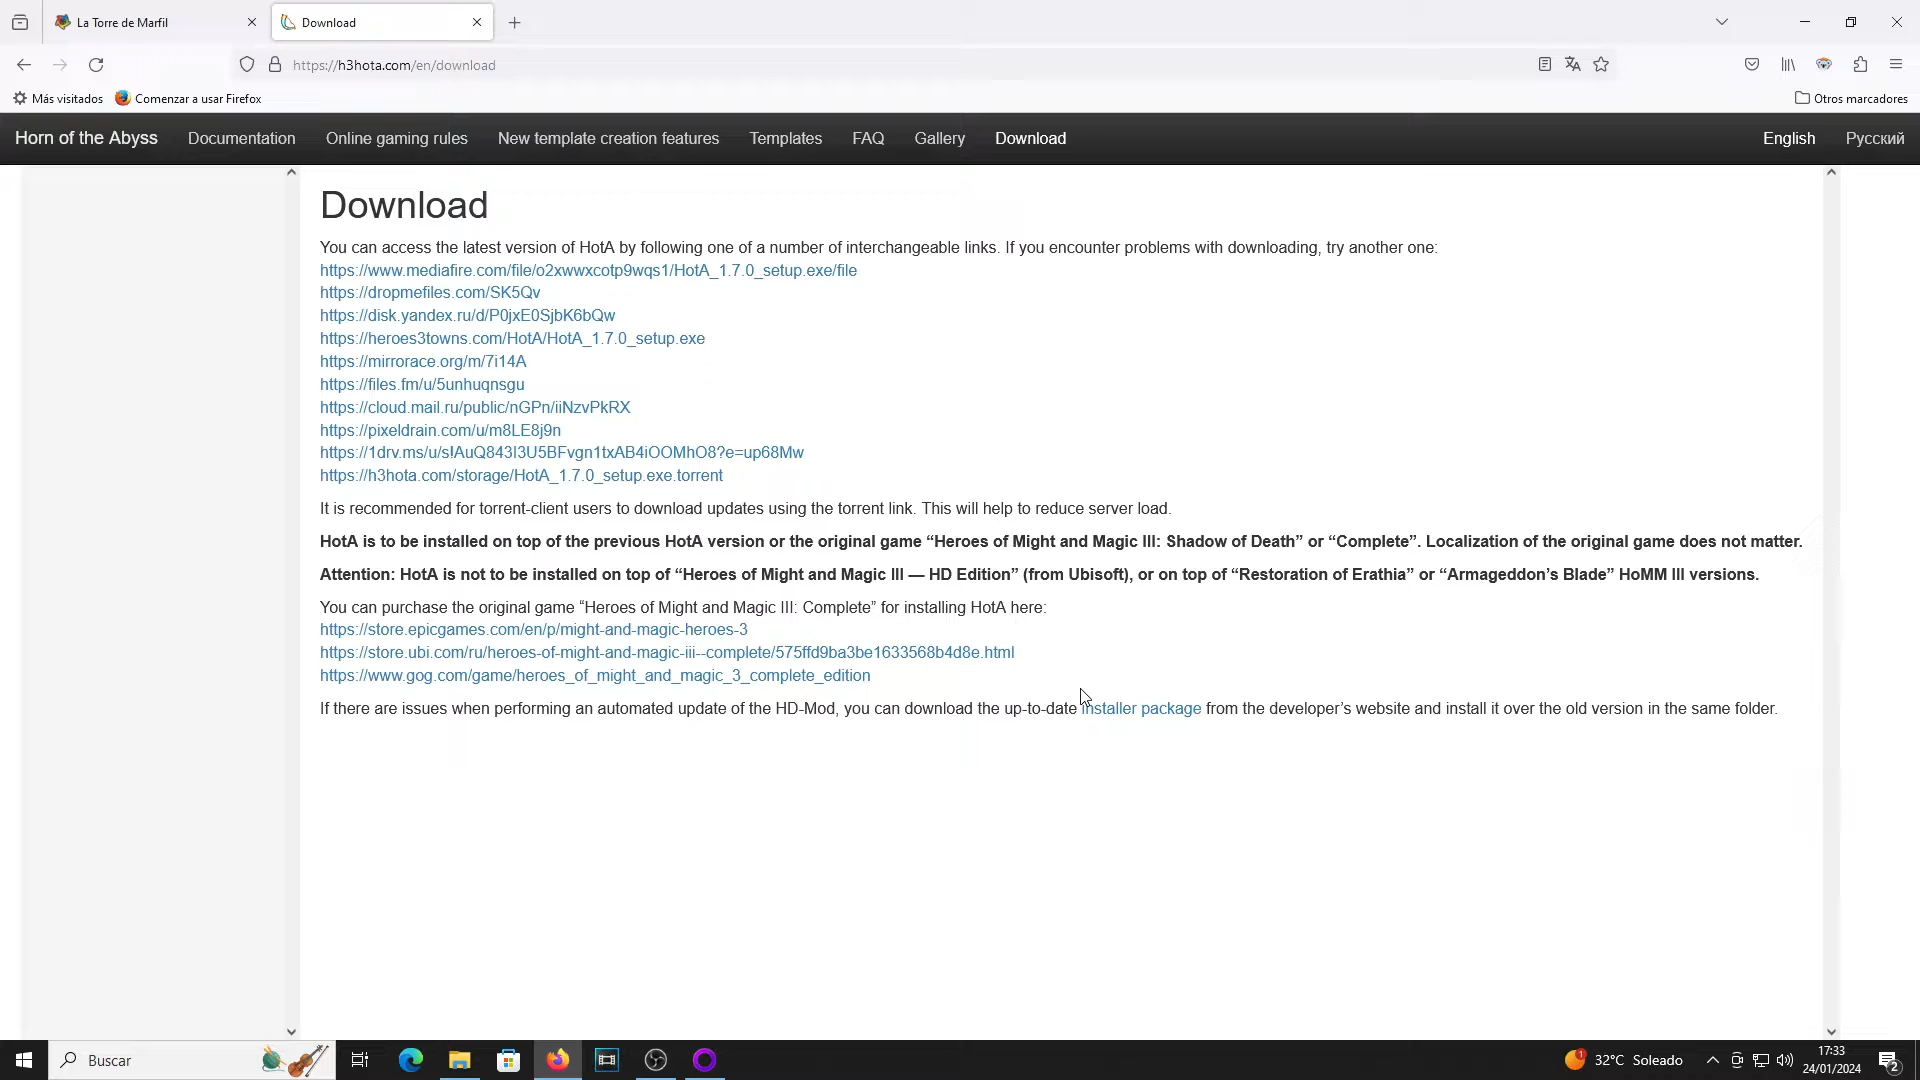 La Torre de Marfil
Download
https://h3hota.com/en/download
Más visitados
Comenzar a usar Firefox
Otros marcadores
Horn of the Abyss
Documentation
Online gaming rules
New template creation features
Templates
FAQ
Gallery
Download
English
Русский
Download
You can access the latest version of HotA by following one of a number of interchangeable links. If you encounter problems with downloading, try another one:
https://www.mediafire.com/file/o2xwwxcotp9wqs1/HotA_1.7.0_setup.exe/file
https://dropmefiles.com/SK5Qv
https://disk.yandex.ru/d/P0jxE0SjbK6bQw
https://heroes3towns.com/HotA/HotA_1.7.0_setup.exe
https://mirrorace.org/m/7i14A
https://files.fm/u/5unhuqnsgu
https://cloud.mail.ru/public/nGPn/iiNzvPkRX
https://pixeldrain.com/u/m8LE8j9n
https://1drv.ms/u/s!AuQ843I3U5BFvgn1txAB4iOOMhO8?e=up68Mw
https://h3hota.com/storage/HotA_1.7.0_setup.exe.torrent
It is recommended for torrent-client users to download updates using the torrent link. This will help to reduce server load.
HotA is to be installed on top of the previous HotA version or the original game “Heroes of Might and Magic III: Shadow of Death” or “Complete”. Localization of the original game does not matter.
Attention: HotA is not to be installed on top of “Heroes of Might and Magic III — HD Edition” (from Ubisoft), or on top of “Restoration of Erathia” or “Armageddon’s Blade” HoMM III versions.
You can purchase the original game “Heroes of Might and Magic III: Complete” for installing HotA here:
https://store.epicgames.com/en/p/might-and-magic-heroes-3
https://store.ubi.com/ru/heroes-of-might-and-magic-iii--complete/575ffd9ba3be1633568b4d8e.html
https://www.gog.com/game/heroes_of_might_and_magic_3_complete_edition
If there are issues when performing an automated update of the HD-Mod, you can download the up-to-date installer package from the developer’s website and install it over the old version in the same folder.
Buscar
1
32°C Soleado
17:33
24/01/2024
2